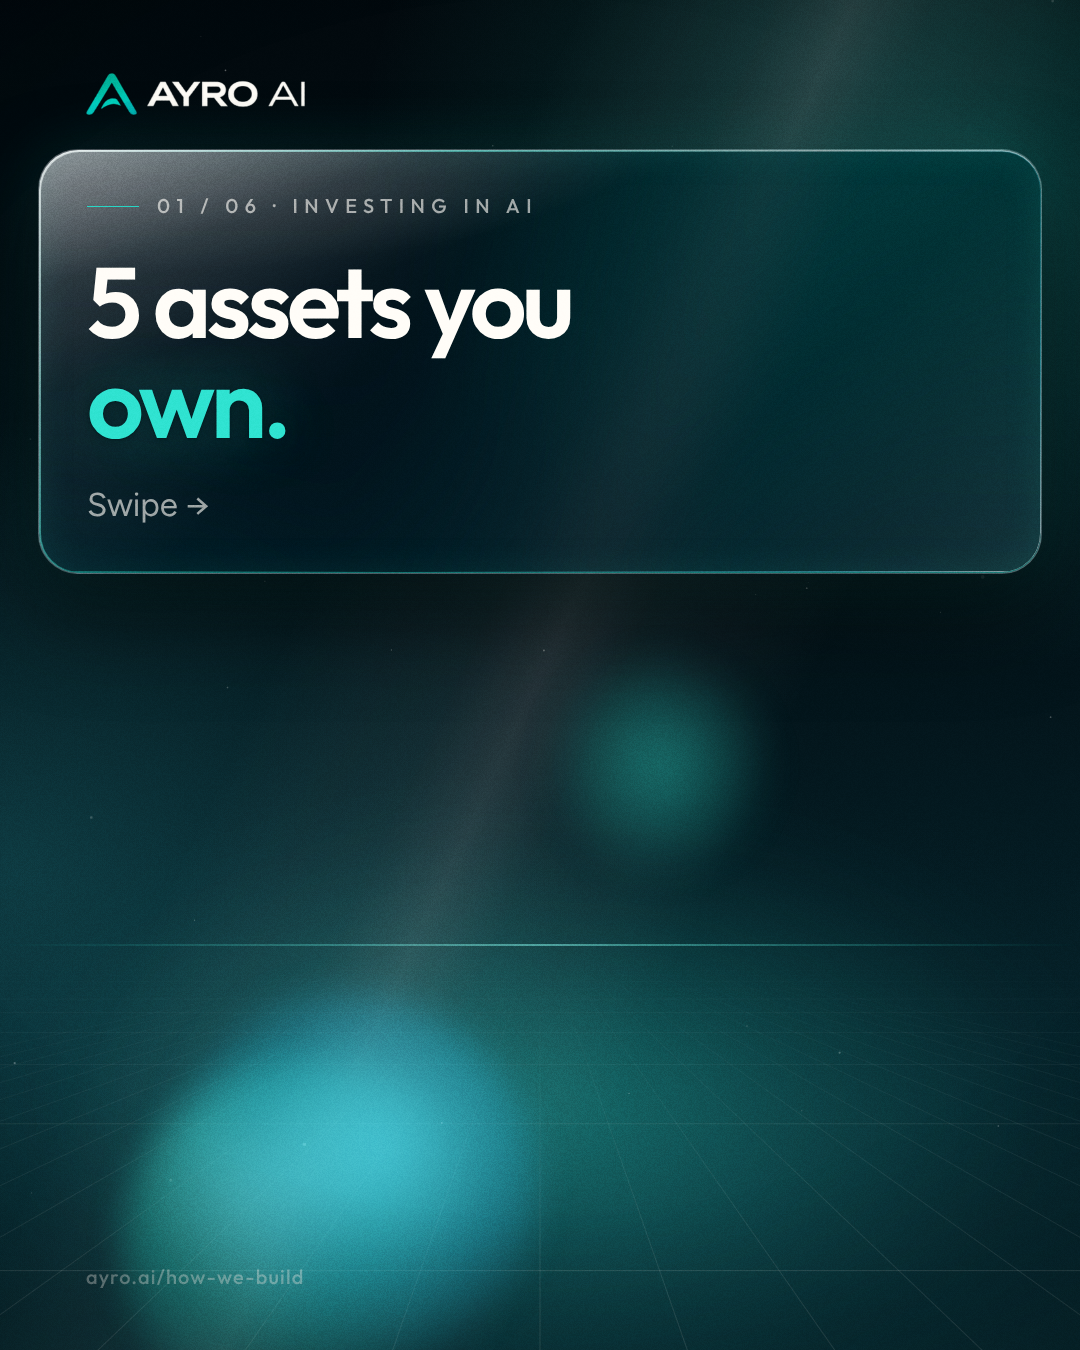 AYRO AI
01 / 06 · INVESTING IN AI
5 assets you
own.
Swipe →
ayro.ai/how-we-build